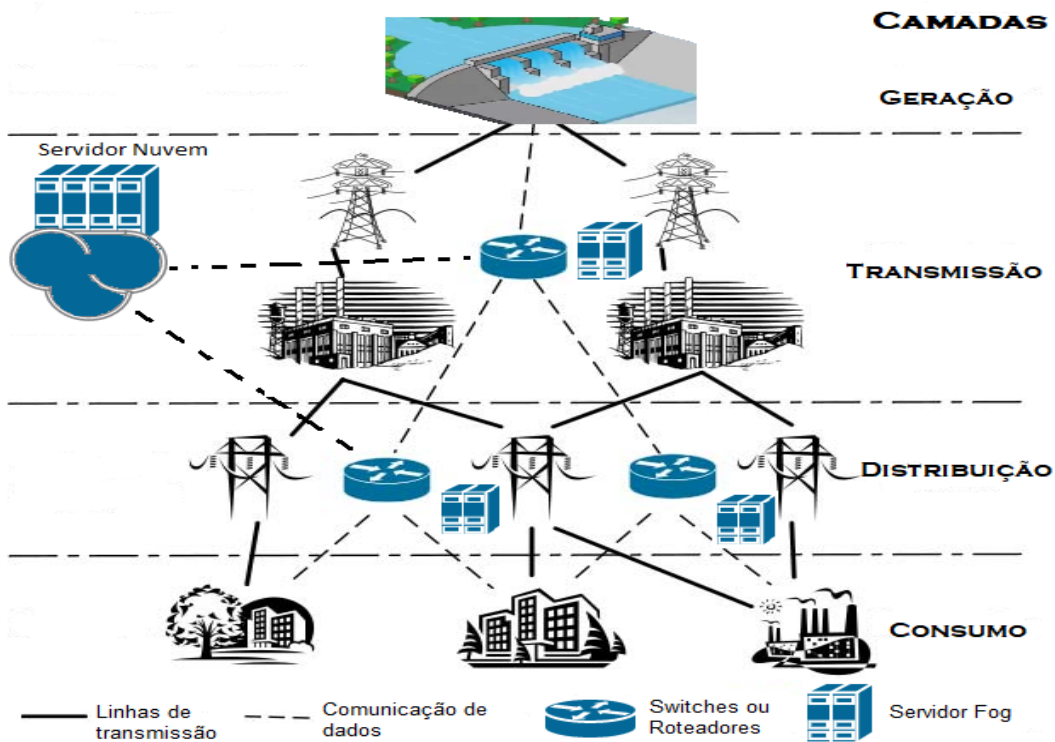 CAMADAS
GERAÇÃO
Servidor Nuvem
TRANSMISSÃO
DISTRIBUIÇÃO
CONSUMO
Linhas de
transmissão
Comunicação de
dados
Switches ou
Roteadores
Servidor Fog